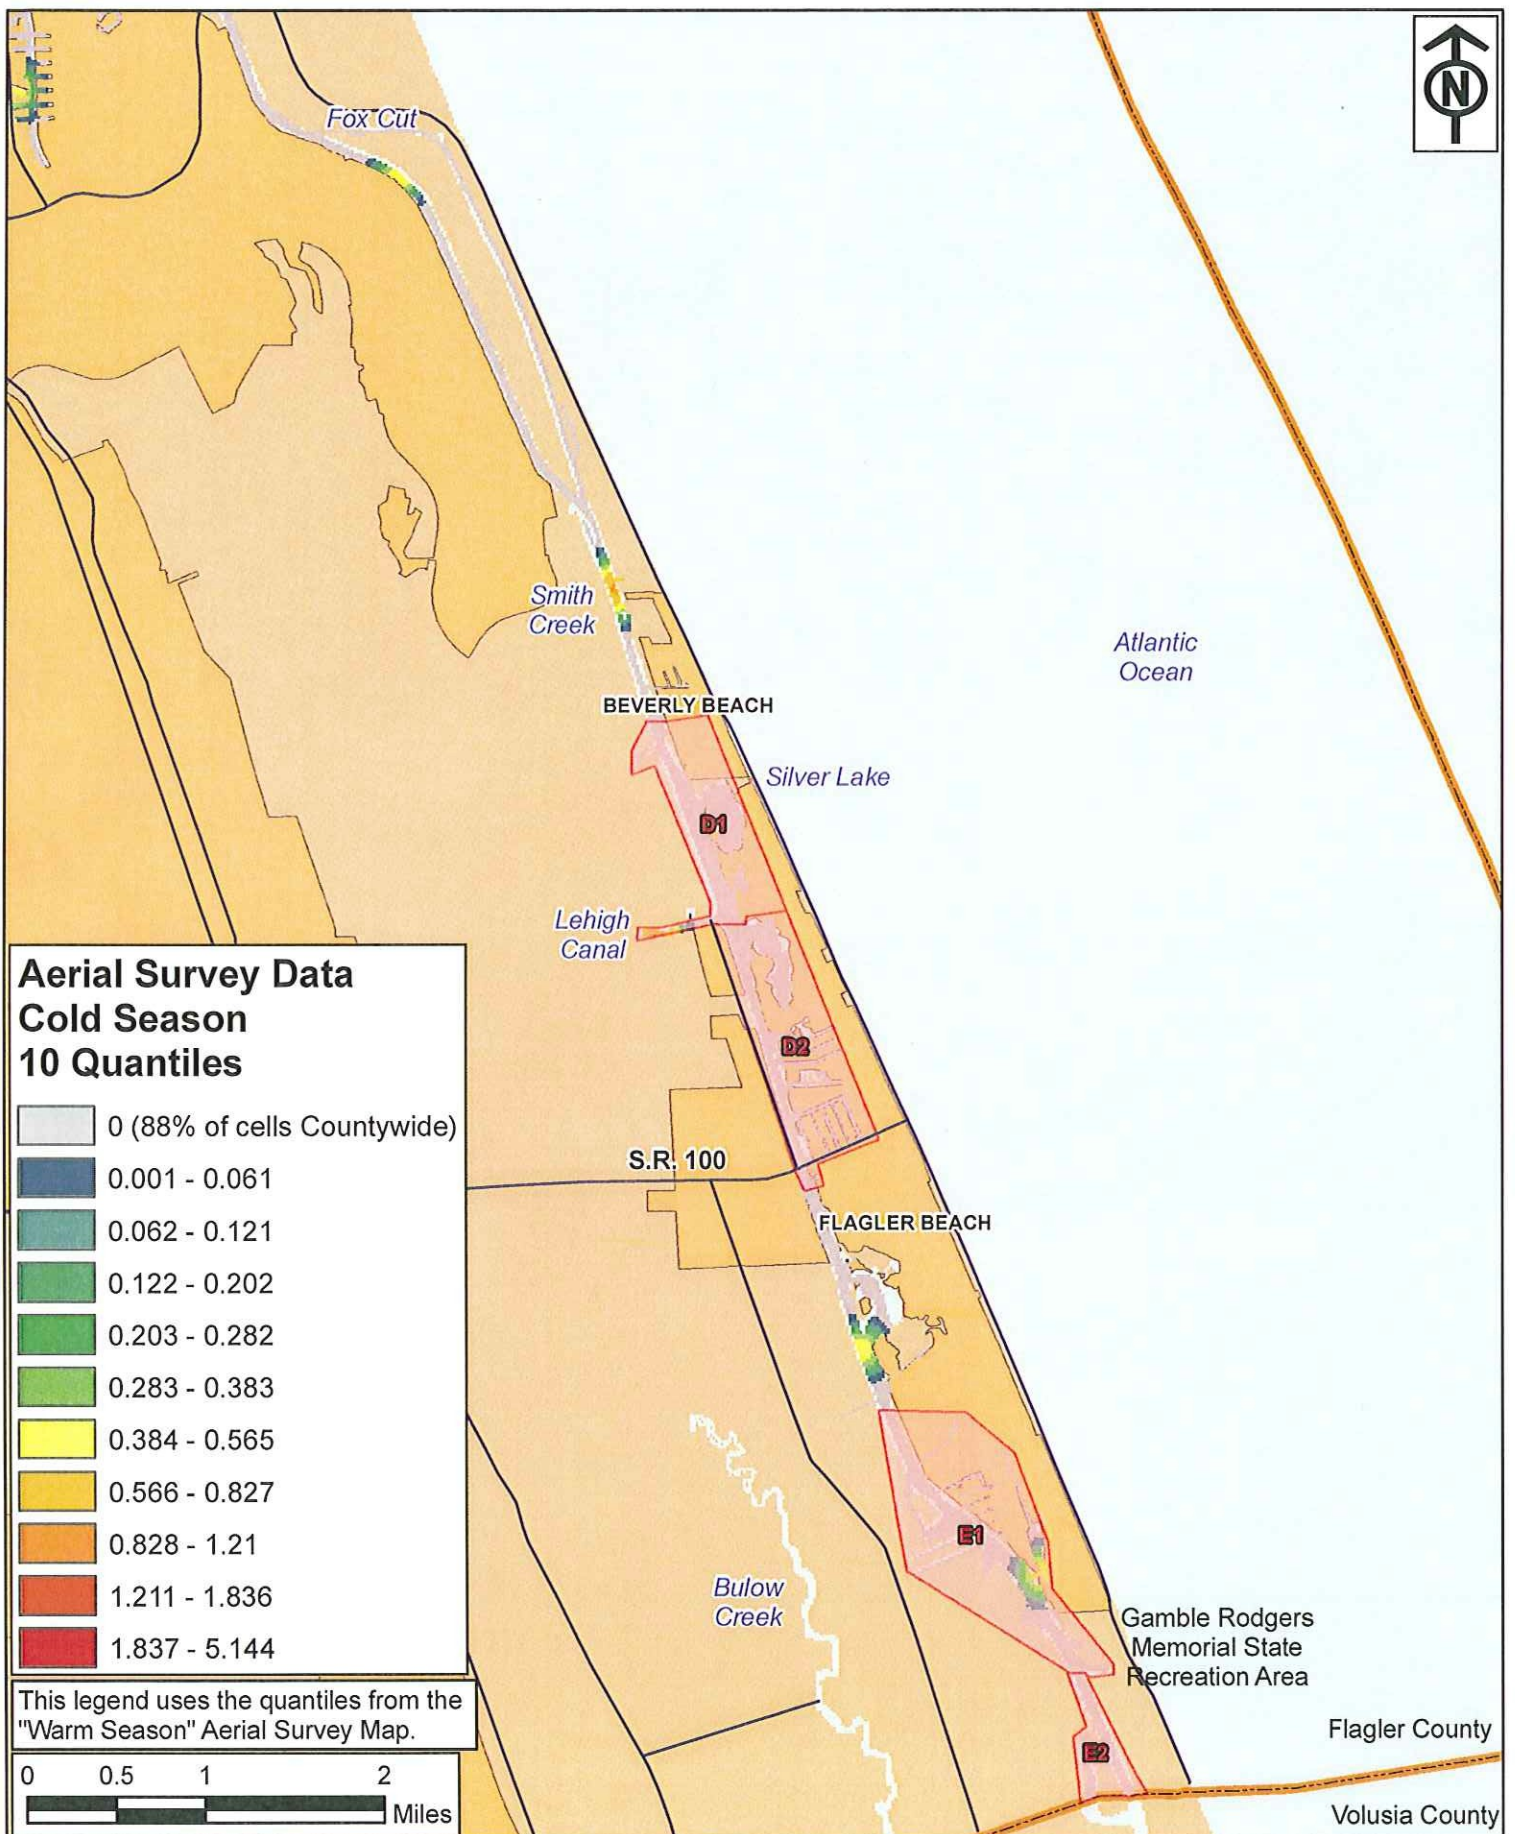 N
Fox Cut
Smith
Creek
Atlantic
Ocean
BEVERLY BEACH
Silver Lake
D1
Lehigh
Canal
D2
S.R. 100
FLAGLER BEACH
E1
Bulow
Creek
Gamble Rodgers
Memorial State
Recreation Area
E2
Flagler County
Volusia County
Aerial Survey Data
Cold Season
10 Quantiles
0 (88% of cells Countywide)
0.001 - 0.061
0.062 - 0.121
0.122 - 0.202
0.203 - 0.282
0.283 - 0.383
0.384 - 0.565
0.566 - 0.827
0.828 - 1.21
1.211 - 1.836
1.837 - 5.144
This legend uses the quantiles from the
"Warm Season" Aerial Survey Map.
0 0.5 1 2
Miles